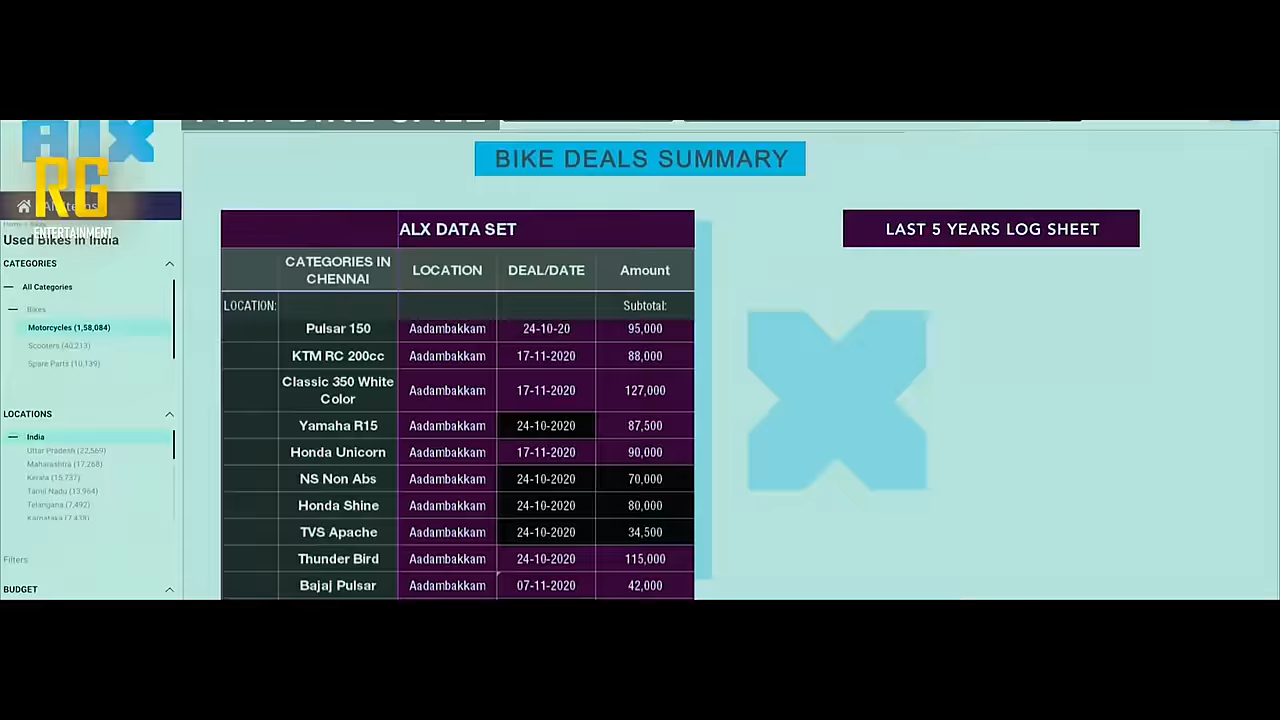 ALX
RG
ENTERTAINMENT
Used Bikes in India
CATEGORIES
All Categories
Bikes
Motorcycles (1,58,084)
Scooters (40,213)
Spare Parts (10,139)
LOCATIONS
India
Uttar Pradesh (22,569)
Maharashtra (17,268)
Kerala (15,737)
Tamil Nadu (13,964)
Telangana (7,492)
Karnataka (7,438)
Filters
BUDGET
BIKE DEALS SUMMARY
ALX DATA SET
CATEGORIES IN CHENNAI LOCATION DEAL/DATE Amount
LOCATION: Subtotal:
Pulsar 150 Aadambakkam 24-10-20 95,000
KTM RC 200cc Aadambakkam 17-11-2020 88,000
Classic 350 White Color Aadambakkam 17-11-2020 127,000
Yamaha R15 Aadambakkam 24-10-2020 87,500
Honda Unicorn Aadambakkam 17-11-2020 90,000
NS Non Abs Aadambakkam 24-10-2020 70,000
Honda Shine Aadambakkam 24-10-2020 80,000
TVS Apache Aadambakkam 24-10-2020 34,500
Thunder Bird Aadambakkam 24-10-2020 115,000
Bajaj Pulsar Aadambakkam 07-11-2020 42,000
LAST 5 YEARS LOG SHEET